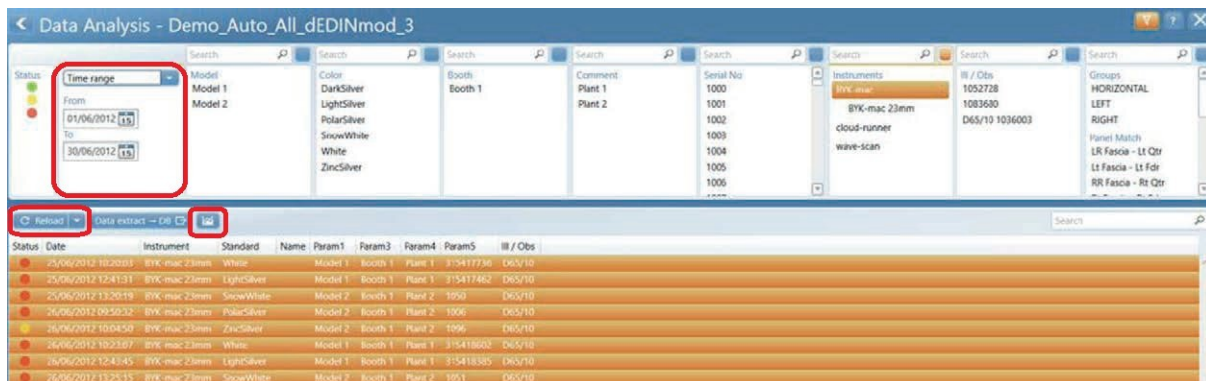 Data Analysis - Demo_Auto_All_dEDINmod_3 ?
Search Search Search Search Search Search Search Search
Status
Time range
From
01/06/2012 15
To
30/06/2012 15
Model
Model 1
Model 2
Color
DarkSilver
LightSilver
PolarSilver
SnowWhite
White
ZincSilver
Booth
Booth 1
Comment
Plant 1
Plant 2
Serial No
1000
1001
1002
1003
1004
1005
1006
Instruments
BYK-mac
BYK-mac 23mm
cloud-runner
wave-scan
Ill / Obs
1052728
1083680
D65/10 1036003
Groups
HORIZONTAL
LEFT
RIGHT
Panel Match
LR Fascia - Lt Qtr
Lt Fascia - Lt Fdr
RR Fascia - Rt Qtr
Reload Data extract → DB Search
Status Date Instrument Standard Name Param1 Param3 Param4 Param5 Ill / Obs
25/06/2012 10:20:03 BYK-mac 23mm White Model 1 Booth 1 Plant 1 315417736 D65/10
25/06/2012 12:41:31 BYK-mac 23mm LightSilver Model 1 Booth 1 Plant 1 315417462 D65/10
25/06/2012 13:20:19 BYK-mac 23mm SnowWhite Model 2 Booth 1 Plant 2 1050 D65/10
26/06/2012 09:50:32 BYK-mac 23mm PolarSilver Model 2 Booth 1 Plant 2 1006 D65/10
26/06/2012 10:04:50 BYK-mac 23mm ZincSilver Model 2 Booth 1 Plant 2 1096 D65/10
26/06/2012 10:23:07 BYK-mac 23mm White Model 1 Booth 1 Plant 1 315418602 D65/10
26/06/2012 12:43:45 BYK-mac 23mm LightSilver Model 1 Booth 1 Plant 1 315418385 D65/10
26/06/2012 13:25:15 BYK-mac 23mm SnowWhite Model 2 Booth 1 Plant 2 1051 D65/10